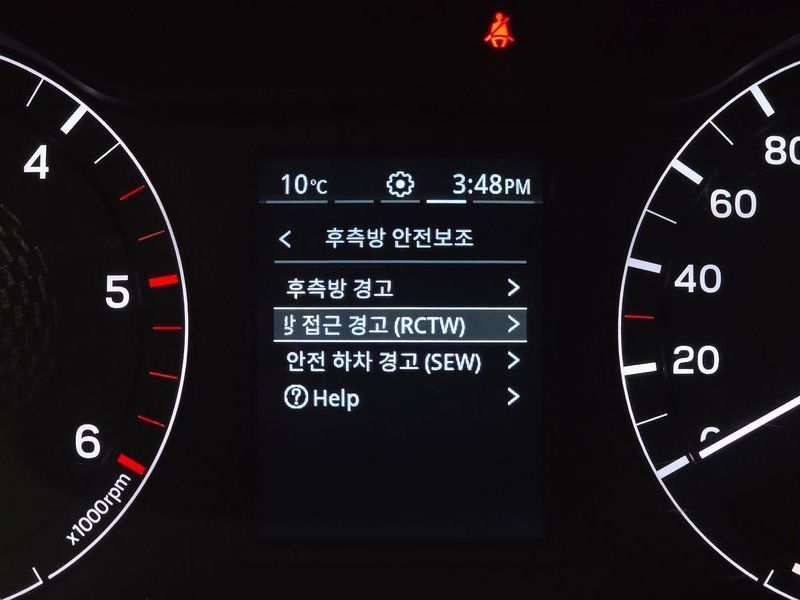 10℃ 3:48PM
< 후측방 안전보조
후측방 경고 >
접근 경고 (RCTW) >
안전 하차 경고 (SEW) >
? Help >
4
5
6
x1000rpm
80
60
40
20
0